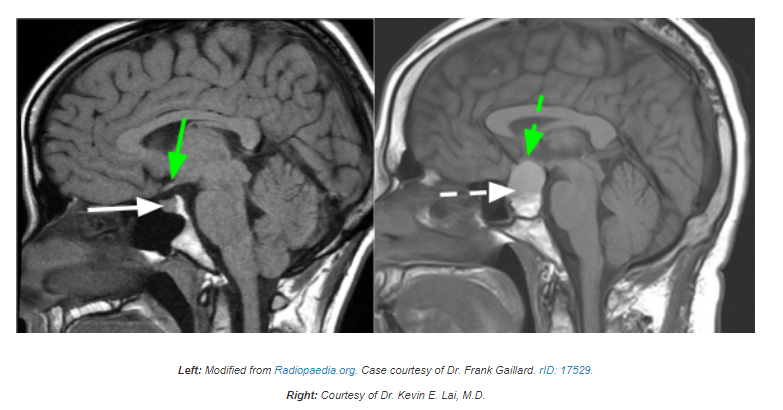 Left: Modified from Radiopaedia.org. Case courtesy of Dr. Frank Gaillard. rID: 17529.
Right: Courtesy of Dr. Kevin E. Lai, M.D.